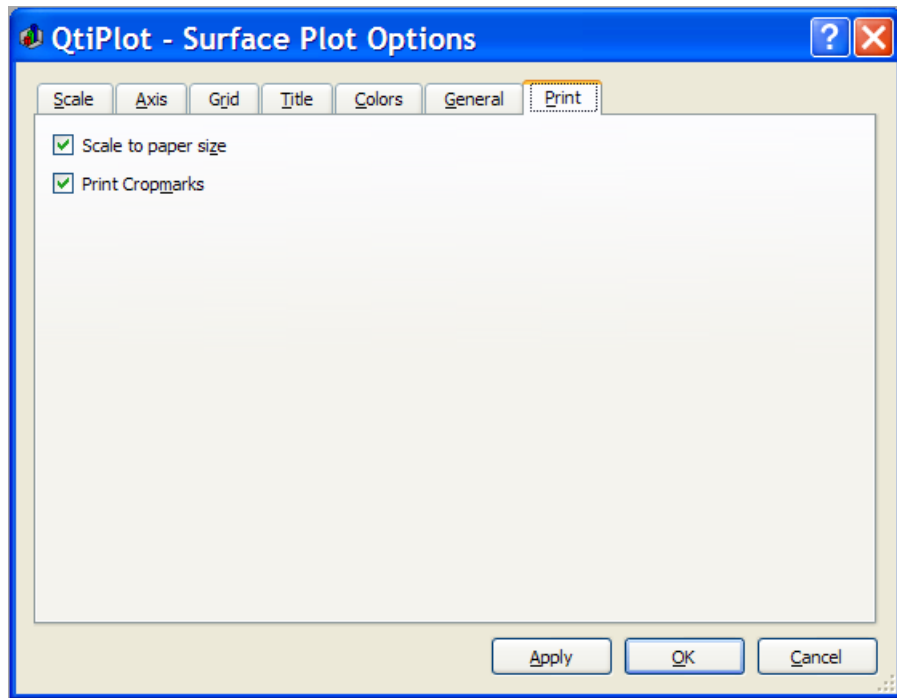 QtiPlot - Surface Plot Options ?
Scale Axis Grid Title Colors General Print
Scale to paper size
Print Cropmarks
Apply OK Cancel